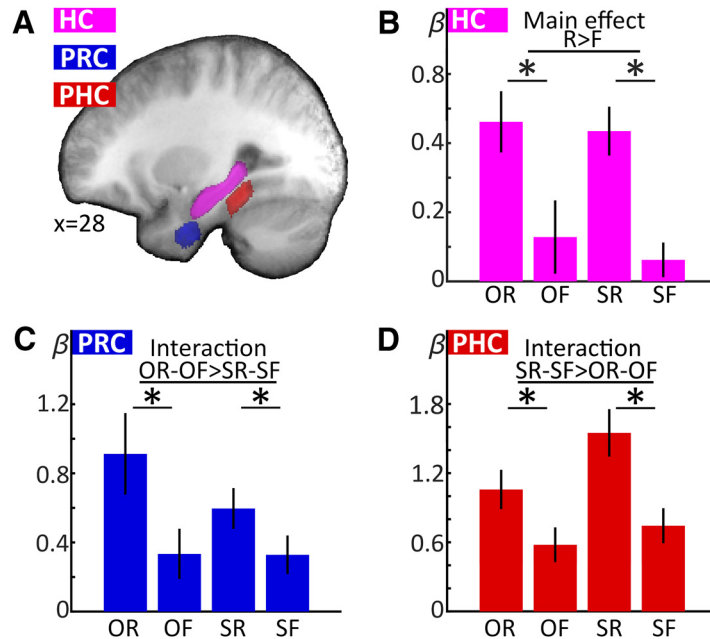 A
HC
PRC
PHC
x=28
B
β HC
Main effect
R>F
* *
0.8
0.4
0.2
0
OR OF SR SF
C
β PRC
Interaction
OR-OF>SR-SF
* *
1.2
0.8
0.4
0
OR OF SR SF
D
β PHC
Interaction
SR-SF>OR-OF
* *
1.8
1.2
0.6
0
OR OF SR SF